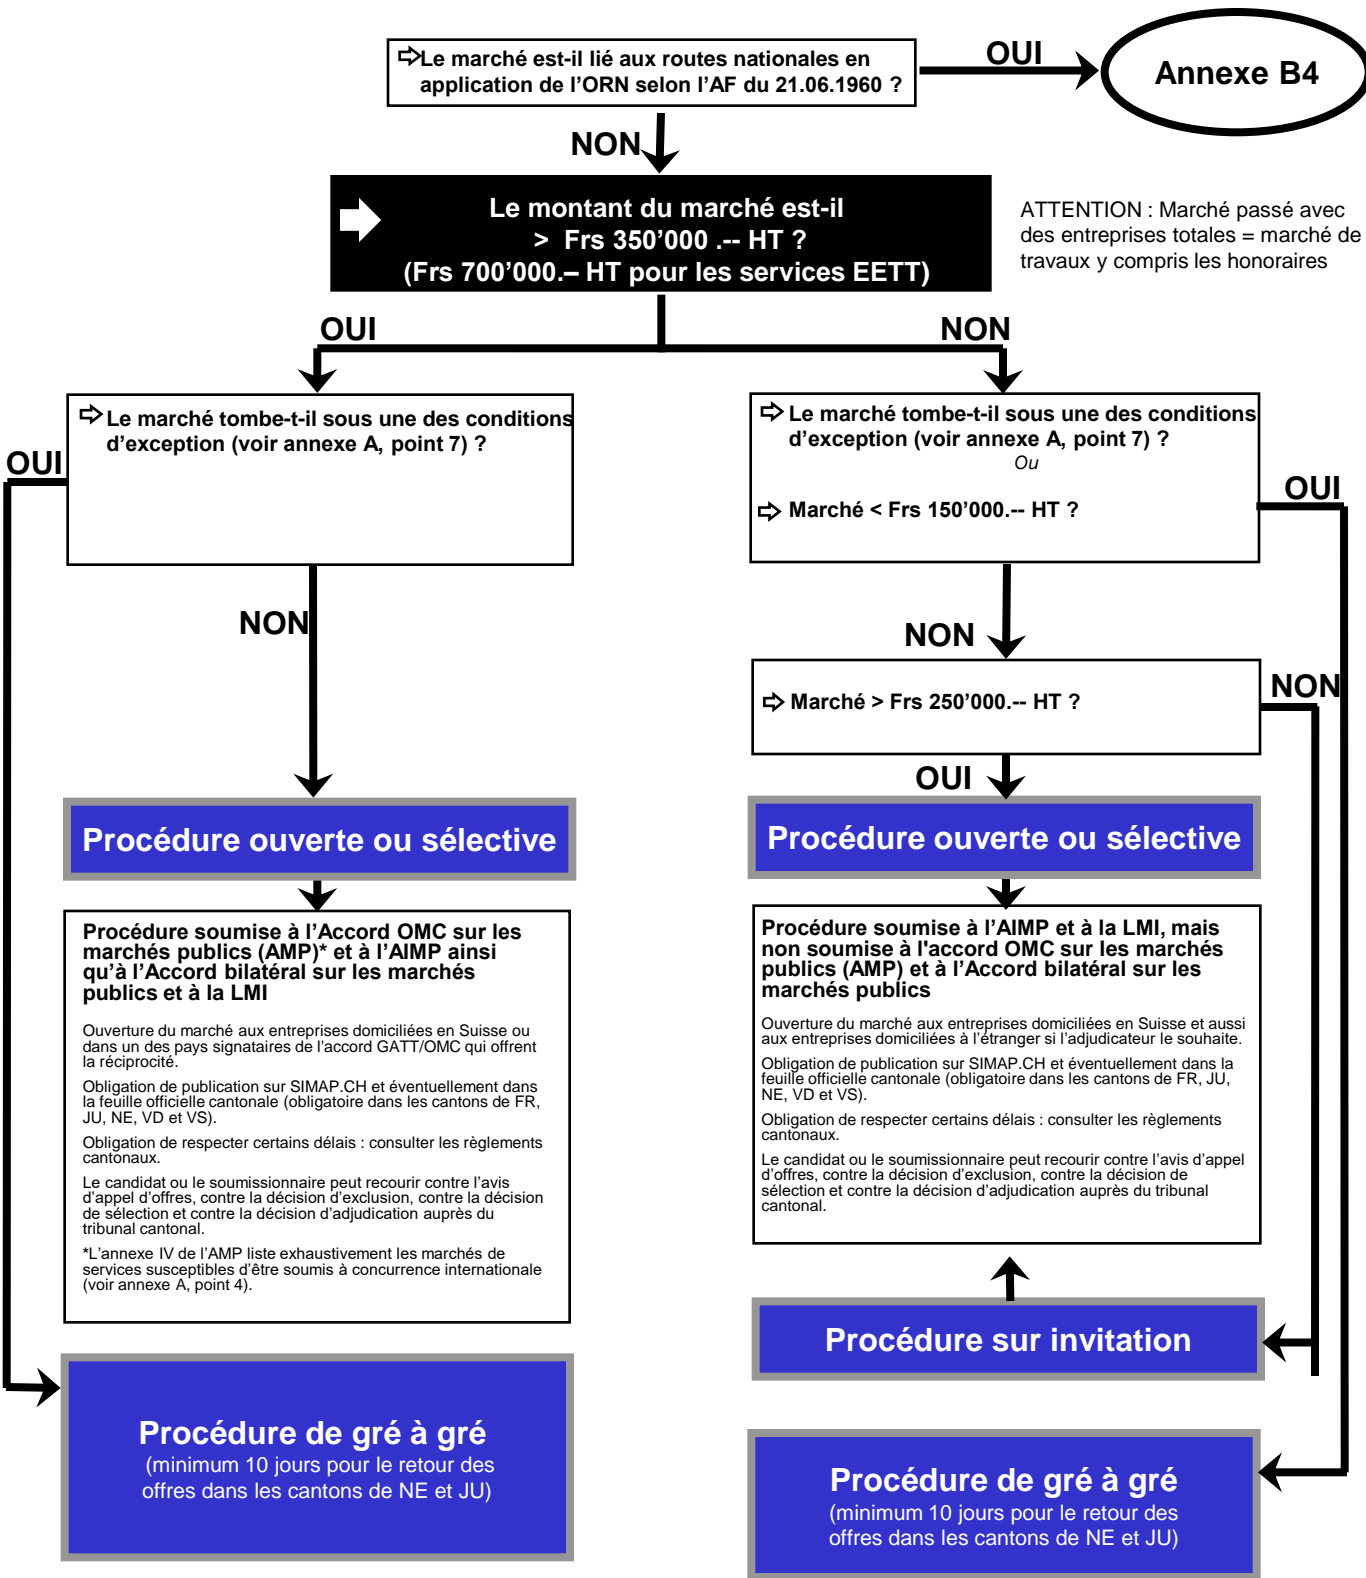 Le marché est-il lié aux routes nationales en
application de l’ORN selon l’AF du 21.06.1960 ?
OUI
Annexe B4
NON
Le montant du marché est-il
> Frs 350’000 .-- HT ?
(Frs 700’000.– HT pour les services EETT)
ATTENTION : Marché passé avec
des entreprises totales = marché de
travaux y compris les honoraires
OUI
NON
Le marché tombe-t-il sous une des conditions
d’exception (voir annexe A, point 7) ?
OUI
Le marché tombe-t-il sous une des conditions
d’exception (voir annexe A, point 7) ?
Ou
Marché < Frs 150’000.-- HT ?
OUI
NON
NON
Marché > Frs 250’000.-- HT ?
NON
OUI
Procédure ouverte ou sélective
Procédure ouverte ou sélective
Procédure soumise à l’Accord OMC sur les
marchés publics (AMP)* et à l’AIMP ainsi
qu’à l’Accord bilatéral sur les marchés
publics et à la LMI
Ouverture du marché aux entreprises domiciliées en Suisse ou
dans un des pays signataires de l’accord GATT/OMC qui offrent
la réciprocité.
Obligation de publication sur SIMAP.CH et éventuellement dans
la feuille officielle cantonale (obligatoire dans les cantons de FR,
JU, NE, VD et VS).
Obligation de respecter certains délais : consulter les règlements
cantonaux.
Le candidat ou le soumissionnaire peut recourir contre l’avis
d’appel d’offres, contre la décision d’exclusion, contre la décision
de sélection et contre la décision d’adjudication auprès du
tribunal cantonal.
*L’annexe IV de l’AMP liste exhaustivement les marchés de
services susceptibles d’être soumis à concurrence internationale
(voir annexe A, point 4).
Procédure soumise à l’AIMP et à la LMI, mais
non soumise à l'accord OMC sur les marchés
publics (AMP) et à l’Accord bilatéral sur les
marchés publics
Ouverture du marché aux entreprises domiciliées en Suisse et aussi
aux entreprises domiciliées à l’étranger si l’adjudicateur le souhaite.
Obligation de publication sur SIMAP.CH et éventuellement dans la
feuille officielle cantonale (obligatoire dans les cantons de FR, JU,
NE, VD et VS).
Obligation de respecter certains délais : consulter les règlements
cantonaux.
Le candidat ou le soumissionnaire peut recourir contre l’avis d’appel
d’offres, contre la décision d’exclusion, contre la décision de
sélection et contre la décision d’adjudication auprès du tribunal
cantonal.
Procédure sur invitation
Procédure de gré à gré
(minimum 10 jours pour le retour des
offres dans les cantons de NE et JU)
Procédure de gré à gré
(minimum 10 jours pour le retour des
offres dans les cantons de NE et JU)